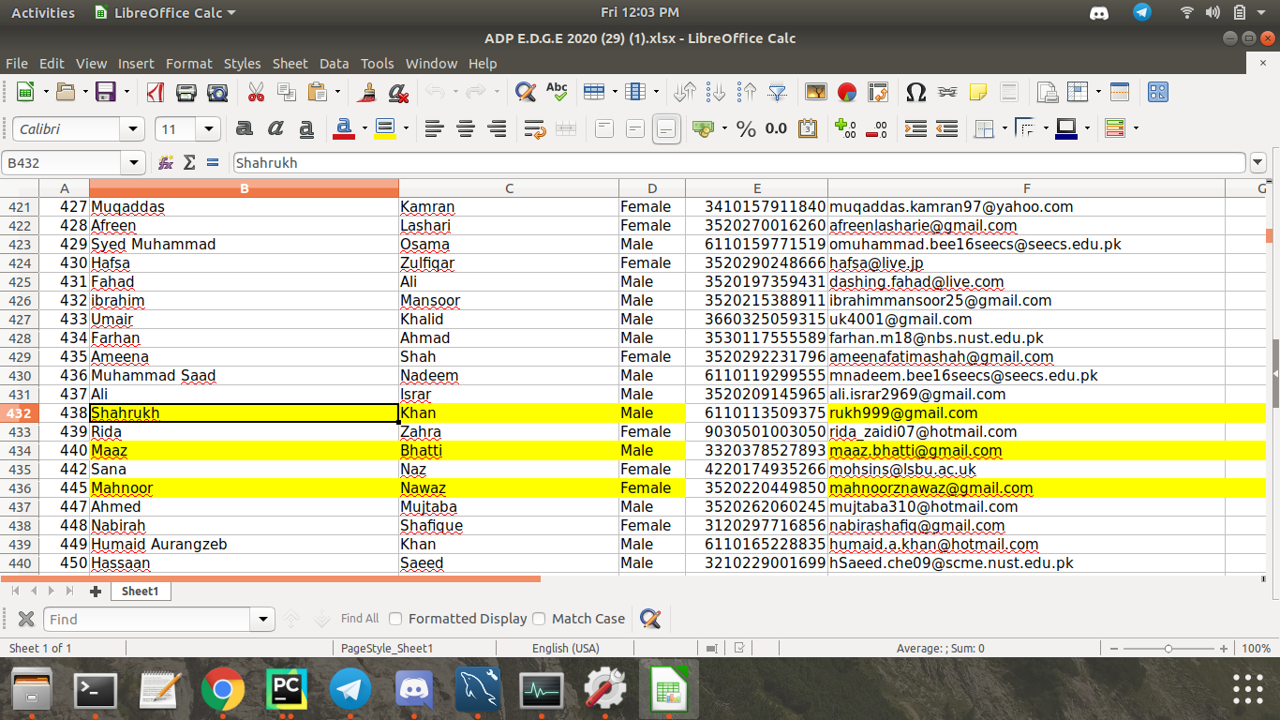 Activities LibreOffice Calc Fri 12:03 PM
ADP E.D.G.E 2020 (29) (1).xlsx - LibreOffice Calc
File Edit View Insert Format Styles Sheet Data Tools Window Help
Calibri 11
B432 Shahrukh
A B C D E F G
421 427 Muqaddas Kamran Female 3410157911840 muqaddas.kamran97@yahoo.com
422 428 Afreen Lashari Female 3520270016260 afreenlasharie@gmail.com
423 429 Syed Muhammad Osama Male 6110159771519 omuhammad.bee16seecs@seecs.edu.pk
424 430 Hafsa Zulfiqar Female 3520290248666 hafsa@live.jp
425 431 Fahad Ali Male 3520197359431 dashing.fahad@live.com
426 432 ibrahim Mansoor Male 3520215388911 ibrahimmansoor25@gmail.com
427 433 Umair Khalid Male 3660325059315 uk4001@gmail.com
428 434 Farhan Ahmad Male 3530117555589 farhan.m18@nbs.nust.edu.pk
429 435 Ameena Shah Female 3520292231796 ameenafatimashah@gmail.com
430 436 Muhammad Saad Nadeem Male 6110119299555 mnadeem.bee16seecs@seecs.edu.pk
431 437 Ali Israr Male 3520209145965 ali.israr2969@gmail.com
432 438 Shahrukh Khan Male 6110113509375 rukh999@gmail.com
433 439 Rida Zahra Female 9030501003050 rida_zaidi07@hotmail.com
434 440 Maaz Bhatti Male 3320378527893 maaz.bhatti@gmail.com
435 442 Sana Naz Female 4220174935266 mohsins@lsbu.ac.uk
436 445 Mahnoor Nawaz Female 3520220449850 mahnoorznawaz@gmail.com
437 447 Ahmed Mujtaba Male 3520262060245 mujtaba310@hotmail.com
438 448 Nabirah Shafique Female 3120297716856 nabirashafiq@gmail.com
439 449 Humaid Aurangzeb Khan Male 6110165228835 humaid.a.khan@hotmail.com
440 450 Hassaan Saeed Male 3210229001699 hSaeed.che09@scme.nust.edu.pk
Sheet1
Find Find All Formatted Display Match Case
Sheet 1 of 1 PageStyle_Sheet1 English (USA) Average: ; Sum: 0 100%